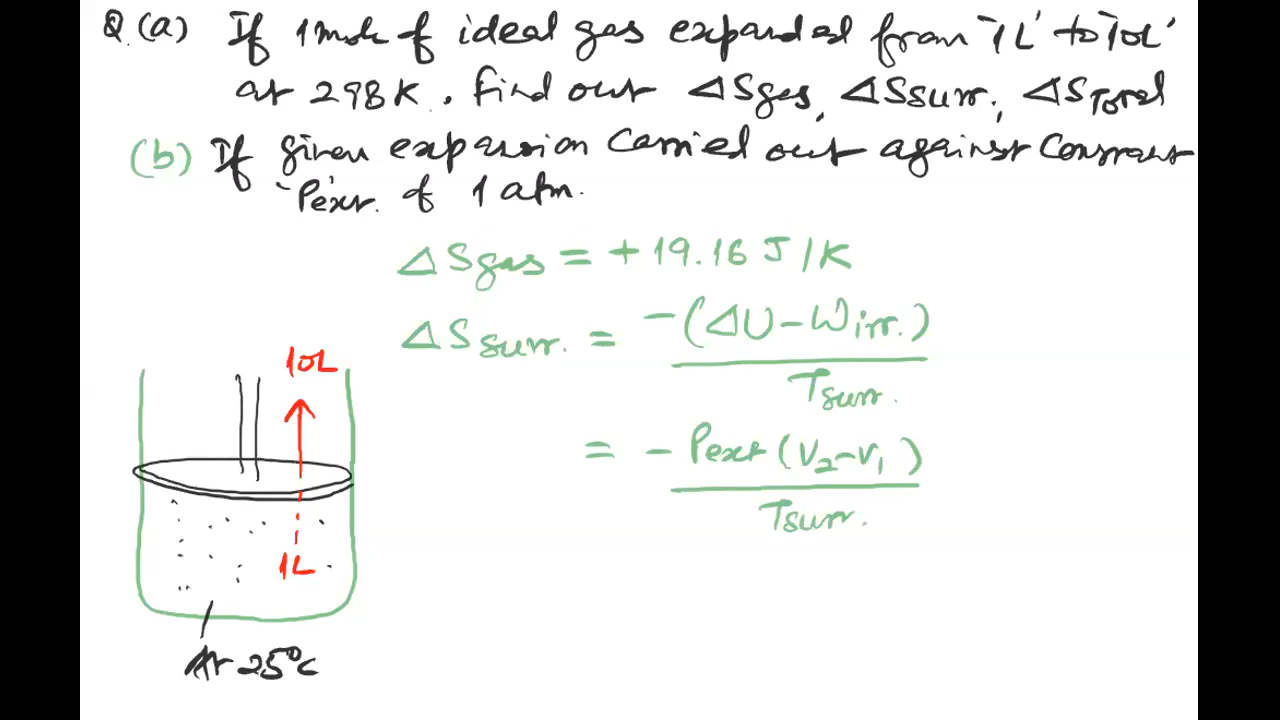 Q. (a) If 1 mole of ideal gas expanded from '1L' to '10L'
at 298 K. Find out ΔSgas, ΔSsurr., ΔSTotal
(b) If given expansion carried out against constant
'Pext.' of 1 atm.
ΔSgas = +19.16 J/K
ΔSsurr. = -(ΔU-Wirr.)
Tsurr.
= -Pext(V2-V1)
Tsurr.
10L
1L
At 25°C